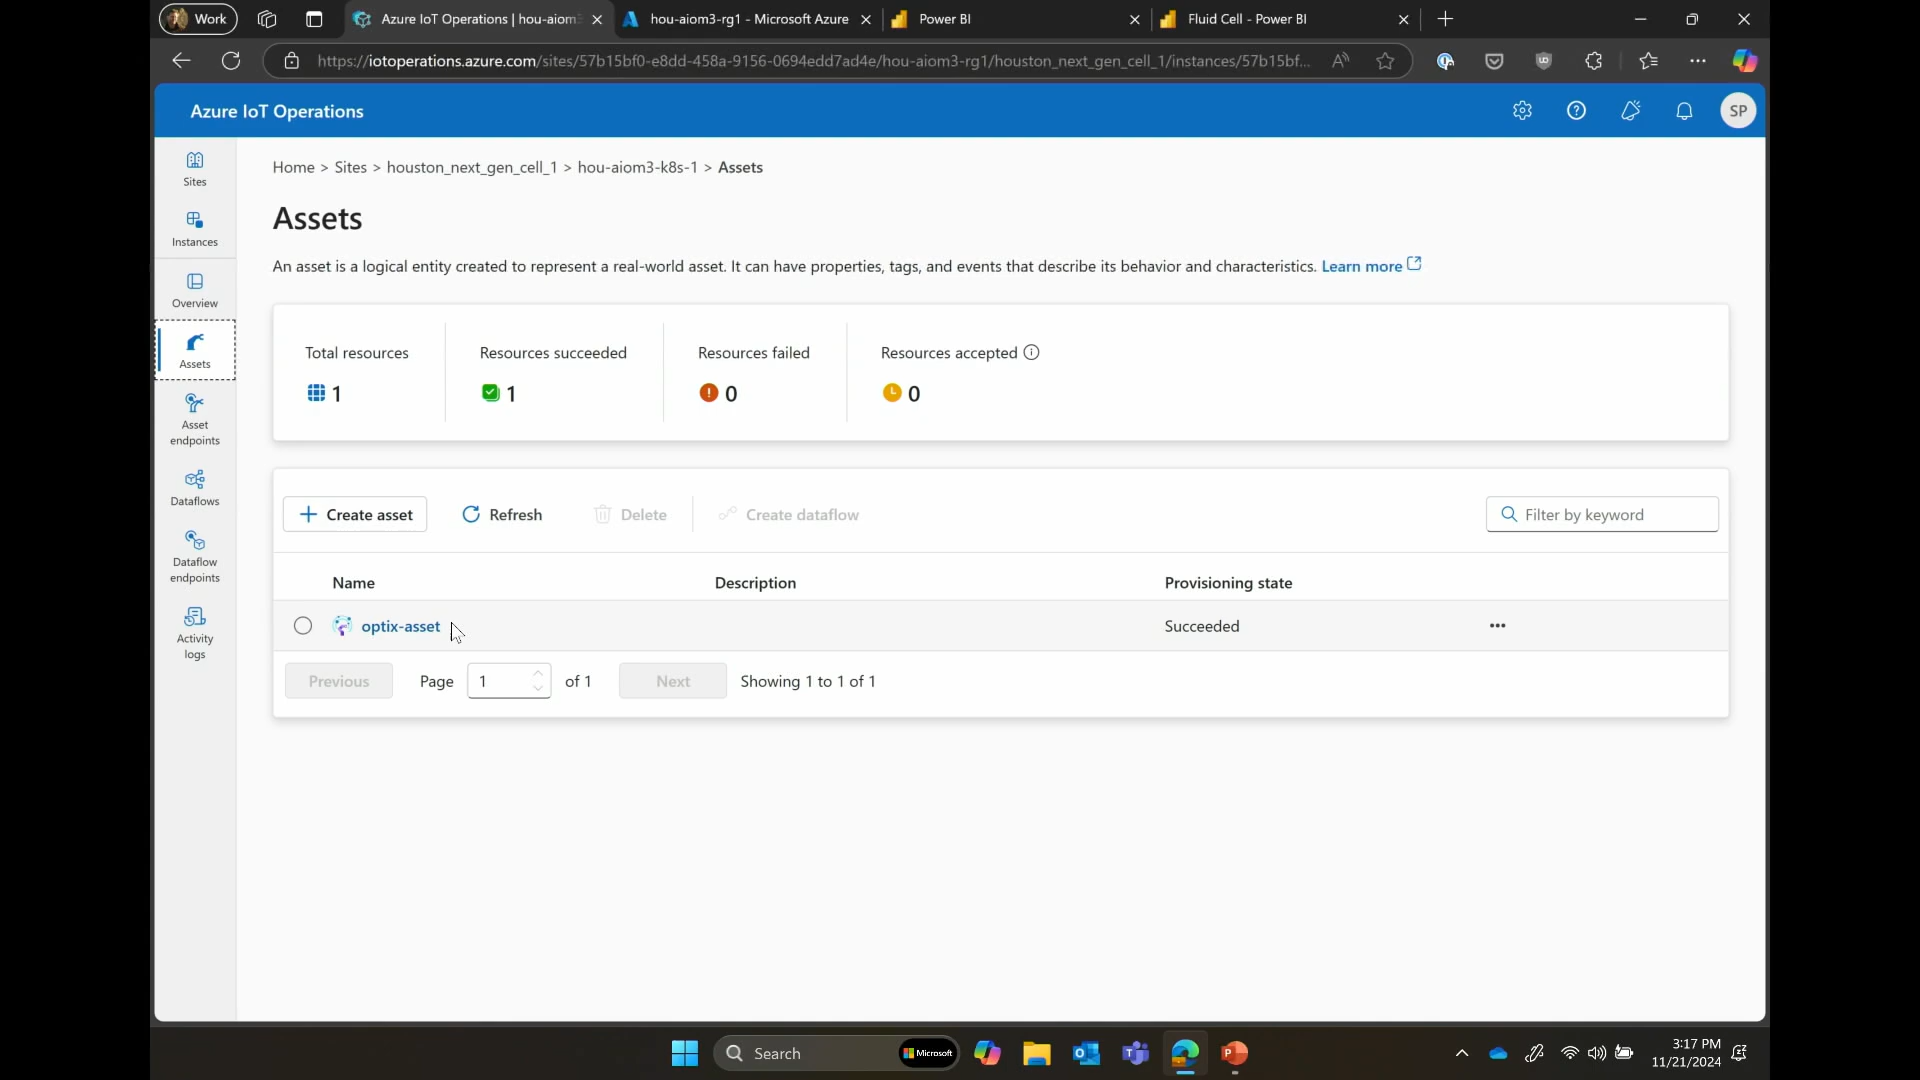 Work
Azure IoT Operations | hou-aiom3
hou-aiom3-rg1 - Microsoft Azure
Power BI
Fluid Cell - Power BI
https://iotoperations.azure.com/sites/57b15bf0-e8dd-458a-9156-0694edd7ad4e/hou-aiom3-rg1/houston_next_gen_cell_1/instances/57b15bf...
Azure IoT Operations
SP
Sites
Instances
Overview
Assets
Asset
endpoints
Dataflows
Dataflow
endpoints
Activity
logs
Home > Sites > houston_next_gen_cell_1 > hou-aiom3-k8s-1 > Assets
Assets
An asset is a logical entity created to represent a real-world asset. It can have properties, tags, and events that describe its behavior and characteristics. Learn more
Total resources
1
Resources succeeded
1
Resources failed
0
Resources accepted
0
Create asset
Refresh
Delete
Create dataflow
Filter by keyword
Name
Description
Provisioning state
optix-asset
Succeeded
Previous
Page
1
of 1
Next
Showing 1 to 1 of 1
Search
Microsoft
3:17 PM
11/21/2024